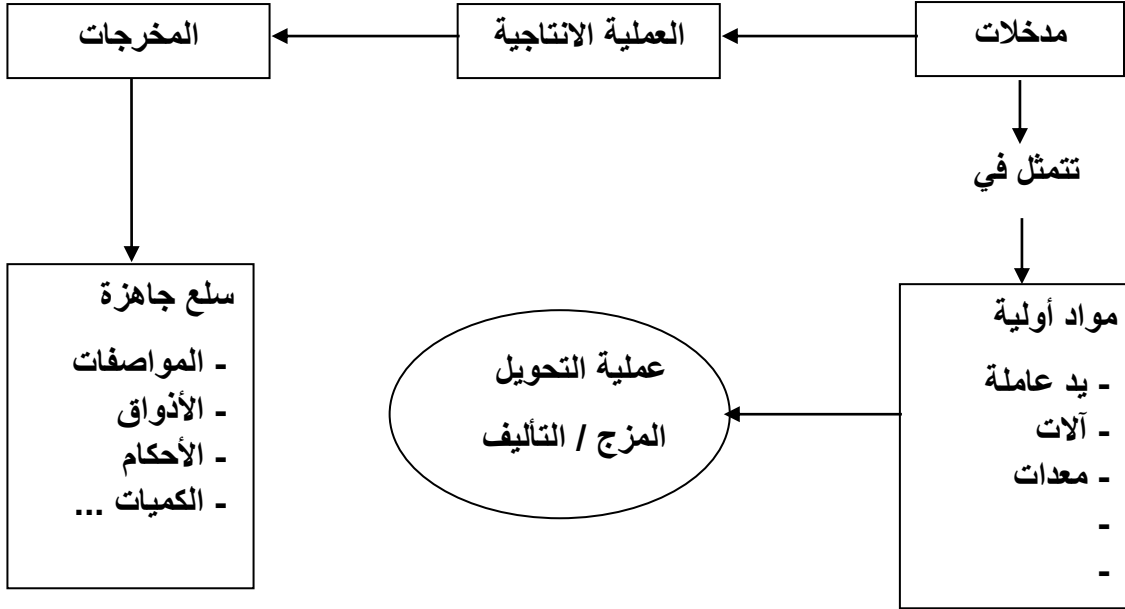 مدخلات
العملية الانتاجية
المخرجات
تتمثل في
مواد أولية
- يد عاملة
- آلات
- معدات
-
-
عملية التحويل
المزج / التأليف
سلع جاهزة
- المواصفات
- الأذواق
- الأحكام
- الكميات ...